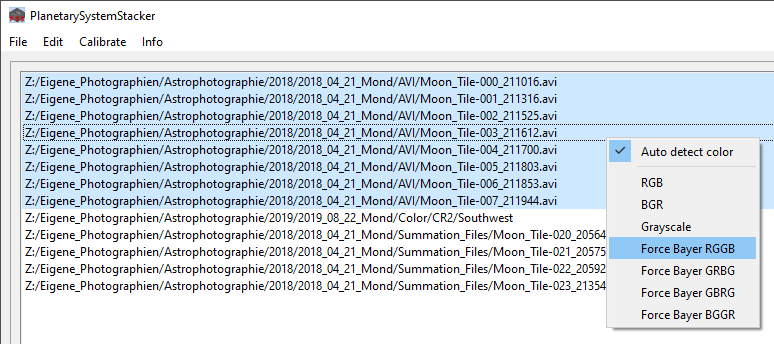 PlanetarySystemStacker
File Edit Calibrate Info
Z:/Eigene_Photographien/Astrophotographie/2018/2018_04_21_Mond/AVI/Moon_Tile-000_211016.avi
Z:/Eigene_Photographien/Astrophotographie/2018/2018_04_21_Mond/AVI/Moon_Tile-001_211316.avi
Z:/Eigene_Photographien/Astrophotographie/2018/2018_04_21_Mond/AVI/Moon_Tile-002_211525.avi
Z:/Eigene_Photographien/Astrophotographie/2018/2018_04_21_Mond/AVI/Moon_Tile-003_211612.avi
Z:/Eigene_Photographien/Astrophotographie/2018/2018_04_21_Mond/AVI/Moon_Tile-004_211700.avi
Z:/Eigene_Photographien/Astrophotographie/2018/2018_04_21_Mond/AVI/Moon_Tile-005_211803.avi
Z:/Eigene_Photographien/Astrophotographie/2018/2018_04_21_Mond/AVI/Moon_Tile-006_211853.avi
Z:/Eigene_Photographien/Astrophotographie/2018/2018_04_21_Mond/AVI/Moon_Tile-007_211944.avi
Z:/Eigene_Photographien/Astrophotographie/2019/2019_08_22_Mond/Color/CR2/Southwest
Z:/Eigene_Photographien/Astrophotographie/2018/2018_04_21_Mond/Summation_Files/Moon_Tile-020_20564
Z:/Eigene_Photographien/Astrophotographie/2018/2018_04_21_Mond/Summation_Files/Moon_Tile-021_20575
Z:/Eigene_Photographien/Astrophotographie/2018/2018_04_21_Mond/Summation_Files/Moon_Tile-022_20592
Z:/Eigene_Photographien/Astrophotographie/2018/2018_04_21_Mond/Summation_Files/Moon_Tile-023_21354
Auto detect color
RGB
BGR
Grayscale
Force Bayer RGGB
Force Bayer GRBG
Force Bayer GBRG
Force Bayer BGGR